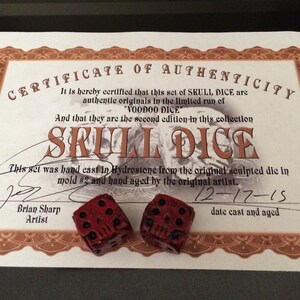 CERTIFICATE OF AUTHENTICITY
It is hereby certified that this set of SKULL DICE are
authentic originals in the limited run of
"VOODOO DICE"
And that they are the second edition in this collection
SKULL DICE
This set was hand cast in Hydrostone from the original sculpted die in
mold #2 and hand aged by the original artist.
12-17-15
Brian Sharp
Artist
date cast and aged